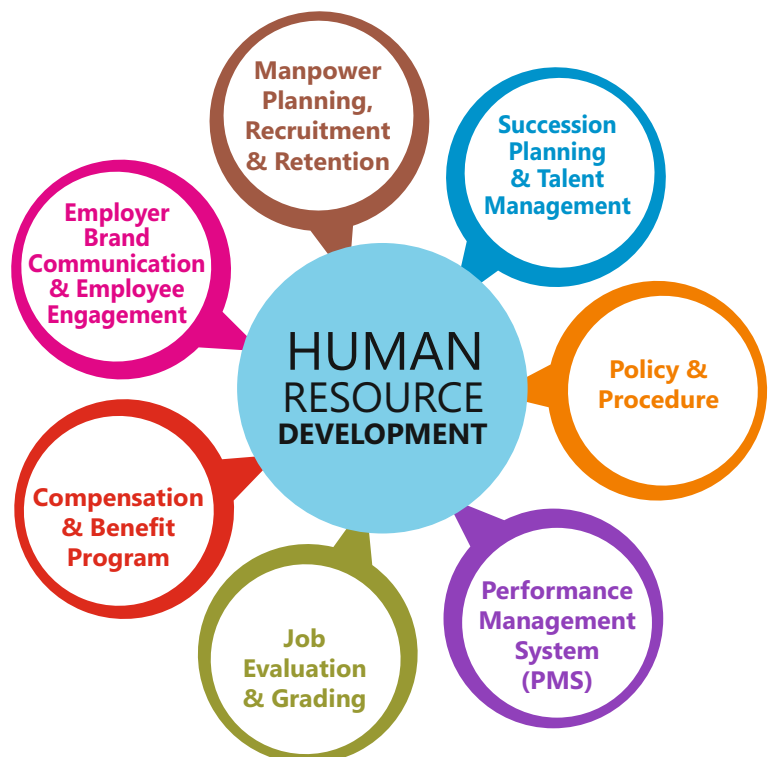 Manpower
Planning,
Recruitment
& Retention
Succession
Planning
& Talent
Management
Employer
Brand
Communication
& Employee
Engagement
HUMAN
RESOURCE
DEVELOPMENT
Policy &
Procedure
Compensation
& Benefit
Program
Performance
Management
System
(PMS)
Job
Evaluation
& Grading